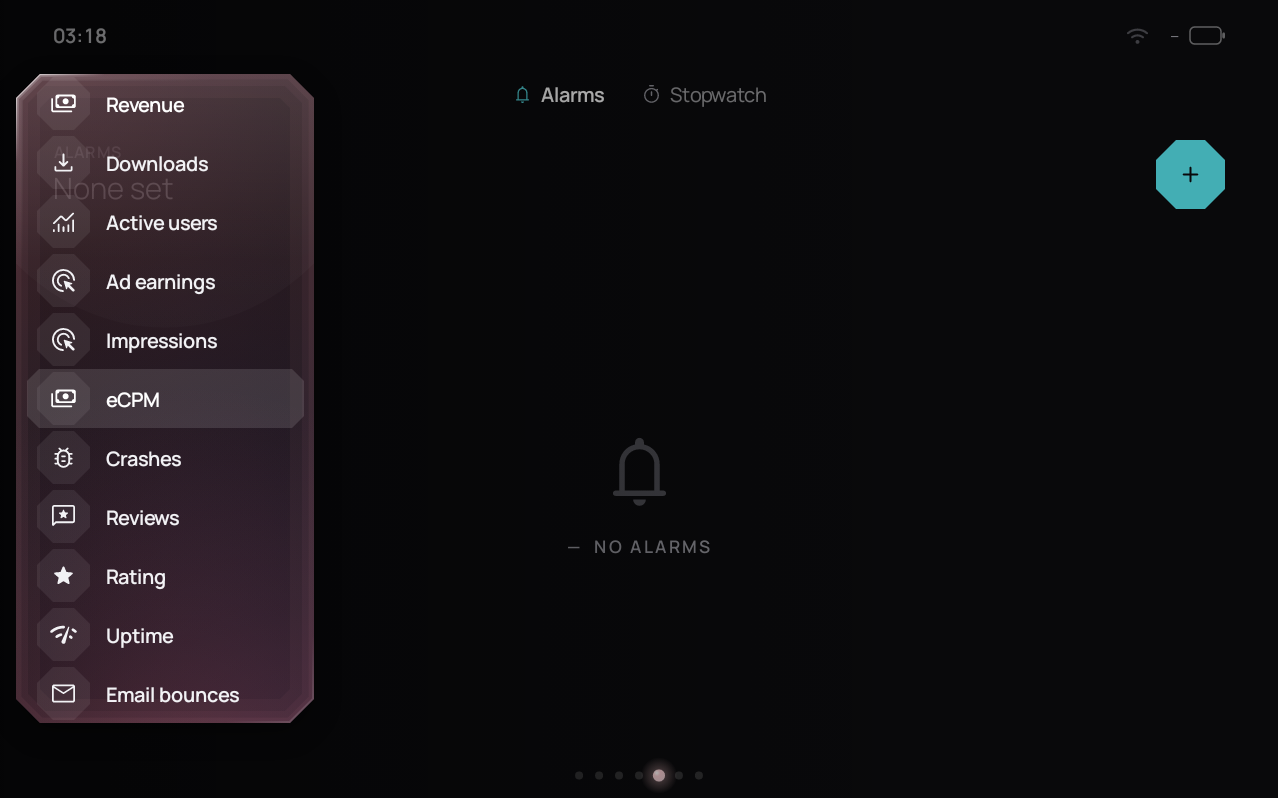 03:18
Alarms
Stopwatch
Revenue
ALARMS
Downloads
None set
Active users
Ad earnings
Impressions
eCPM
Crashes
Reviews
Rating
Uptime
Email bounces
— NO ALARMS